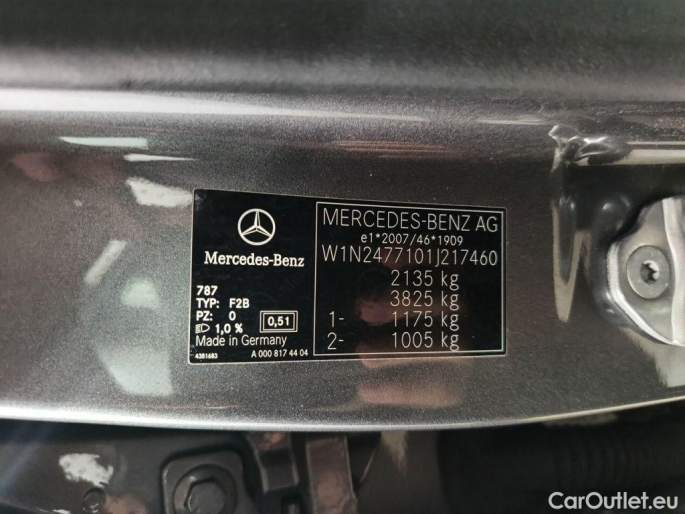 Mercedes-Benz
787
TYP: F2B
PZ: 0
1,0 %
0,51
Made in Germany
4381683
A 000 817 44 04
MERCEDES-BENZ AG
e1*2007/46*1909
W1N2477101J217460
2135 kg
3825 kg
1- 1175 kg
2- 1005 kg
CarOutlet.eu